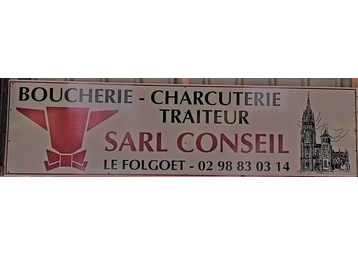 BOUCHERIE - CHARCUTERIE
TRAITEUR
SARL CONSEIL
LE FOLGOET - 02 98 83 03 14